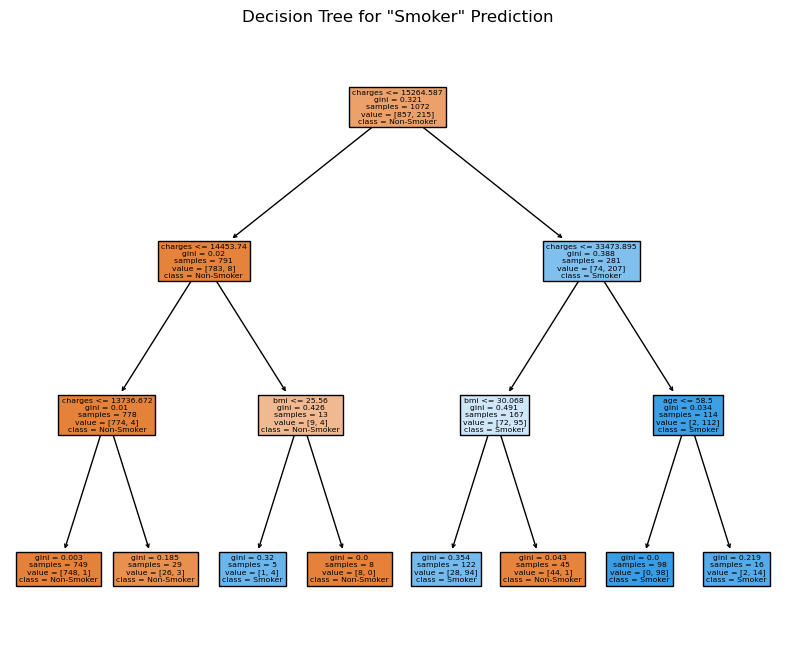 Decision Tree for "Smoker" Prediction
charges <= 15264.587
gini = 0.321
samples = 1072
value = [857, 215]
class = Non-Smoker
charges <= 14453.74
gini = 0.02
samples = 791
value = [783, 8]
class = Non-Smoker
charges <= 33473.895
gini = 0.388
samples = 281
value = [74, 207]
class = Smoker
charges <= 13736.672
gini = 0.01
samples = 778
value = [774, 4]
class = Non-Smoker
bmi <= 25.56
gini = 0.426
samples = 13
value = [9, 4]
class = Non-Smoker
bmi <= 30.068
gini = 0.491
samples = 167
value = [72, 95]
class = Smoker
age <= 58.5
gini = 0.034
samples = 114
value = [2, 112]
class = Smoker
gini = 0.003
samples = 749
value = [748, 1]
class = Non-Smoker
gini = 0.185
samples = 29
value = [26, 3]
class = Non-Smoker
gini = 0.32
samples = 5
value = [1, 4]
class = Smoker
gini = 0.0
samples = 8
value = [8, 0]
class = Non-Smoker
gini = 0.354
samples = 122
value = [28, 94]
class = Smoker
gini = 0.043
samples = 45
value = [44, 1]
class = Non-Smoker
gini = 0.0
samples = 98
value = [0, 98]
class = Smoker
gini = 0.219
samples = 16
value = [2, 14]
class = Smoker